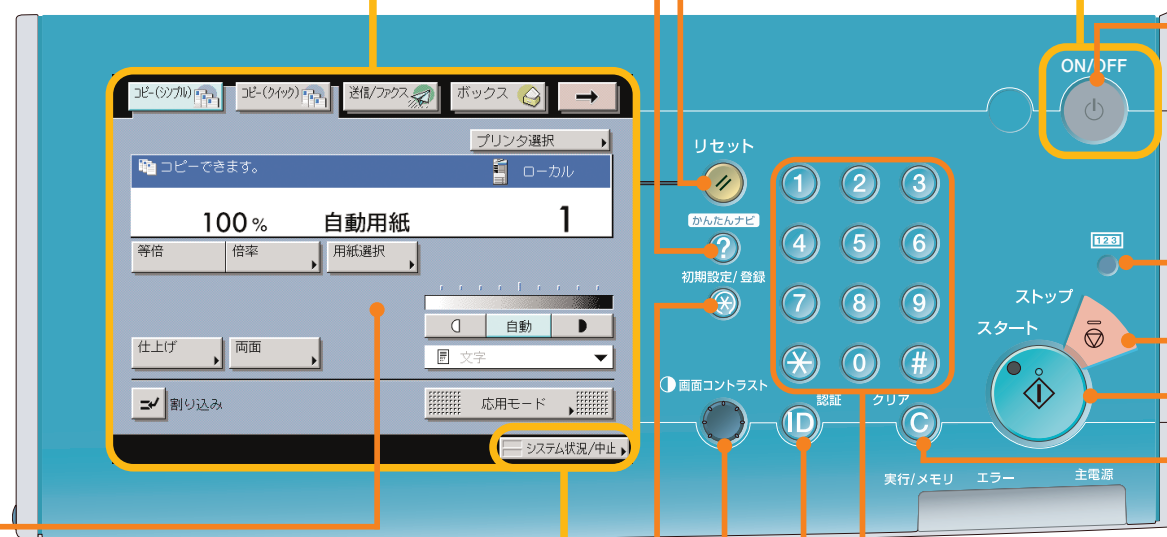 ON/OFF
コピー(シンプル)
コピー(クイック)
送信/ファクス
ボックス
→
プリンタ選択
コピーできます。
ローカル
100%
自動用紙
1
等倍
倍率
用紙選択
自動
仕上げ
両面
文字
割り込み
応用モード
システム状況/中止
リセット
かんたんナビ
?
初期設定/登録
画面コントラスト
1 2 3
4 5 6
7 8 9
* 0 #
認証
クリア
ID
C
123
ストップ
スタート
実行/メモリ
エラー
主電源